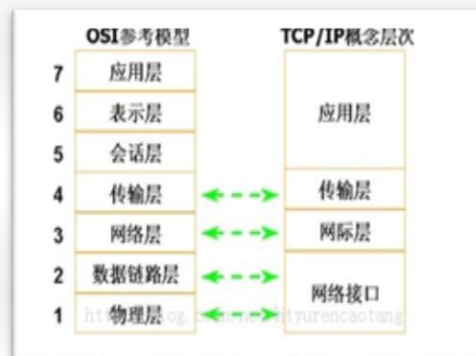 OSI参考模型 TCP/IP概念层次
7 应用层
6 表示层 应用层
5 会话层
4 传输层 传输层
3 网络层 网际层
2 数据链路层
网络接口
1 物理层